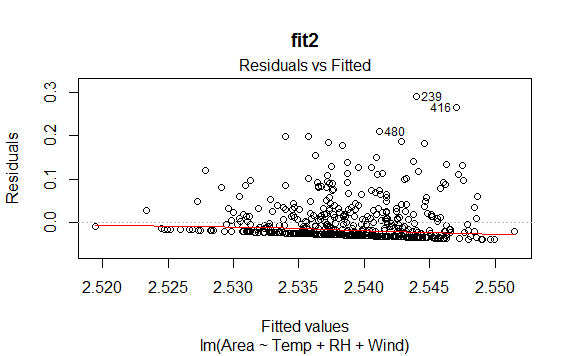 fit2
Residuals vs Fitted
Residuals
0.3
0.2
0.1
0.0
239
416
480
2.520 2.525 2.530 2.535 2.540 2.545 2.550
Fitted values
lm(Area ~ Temp + RH + Wind)